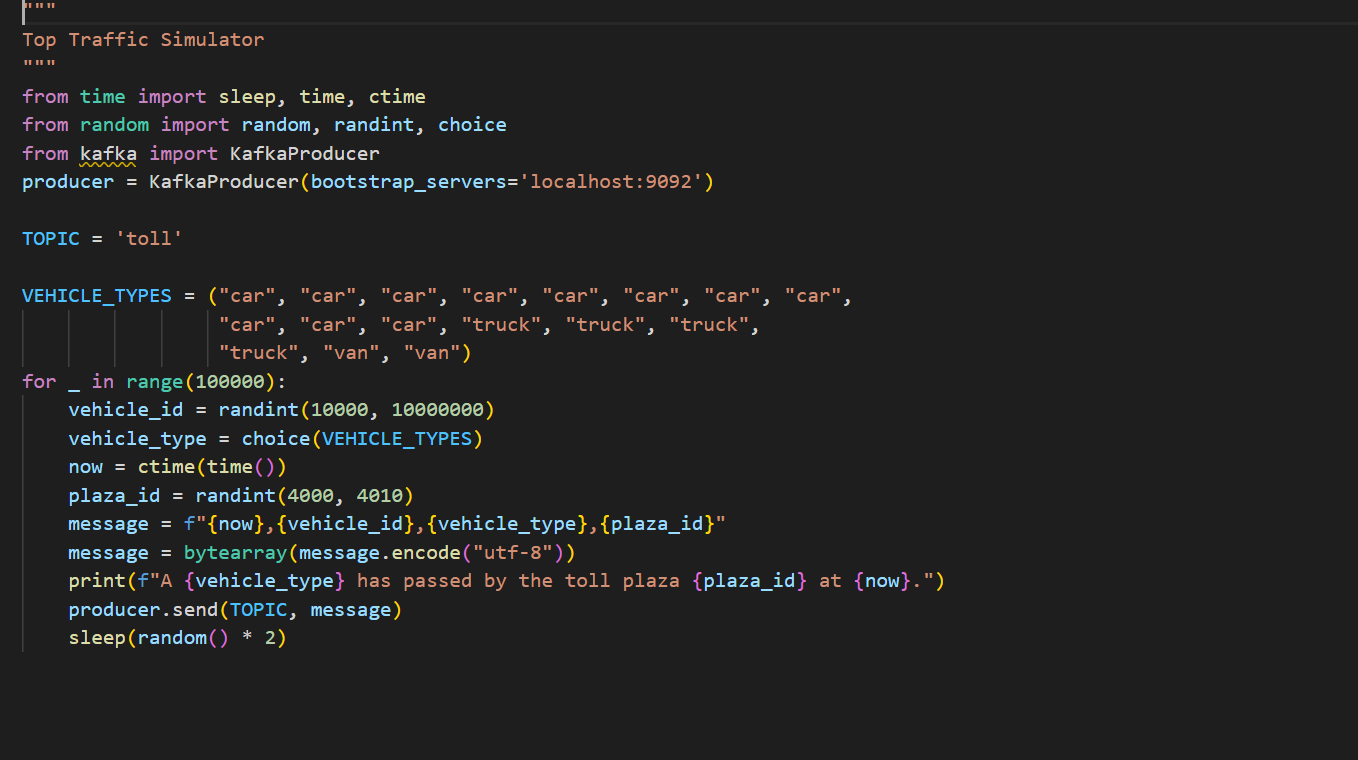 """
Top Traffic Simulator
"""
from time import sleep, time, ctime
from random import random, randint, choice
from kafka import KafkaProducer
producer = KafkaProducer(bootstrap_servers='localhost:9092')

TOPIC = 'toll'

VEHICLE_TYPES = ("car", "car", "car", "car", "car", "car", "car", "car",
                 "car", "car", "car", "truck", "truck", "truck",
                 "truck", "van", "van")
for _ in range(100000):
    vehicle_id = randint(10000, 10000000)
    vehicle_type = choice(VEHICLE_TYPES)
    now = ctime(time())
    plaza_id = randint(4000, 4010)
    message = f"{now},{vehicle_id},{vehicle_type},{plaza_id}"
    message = bytearray(message.encode("utf-8"))
    print(f"A {vehicle_type} has passed by the toll plaza {plaza_id} at {now}.")
    producer.send(TOPIC, message)
    sleep(random() * 2)